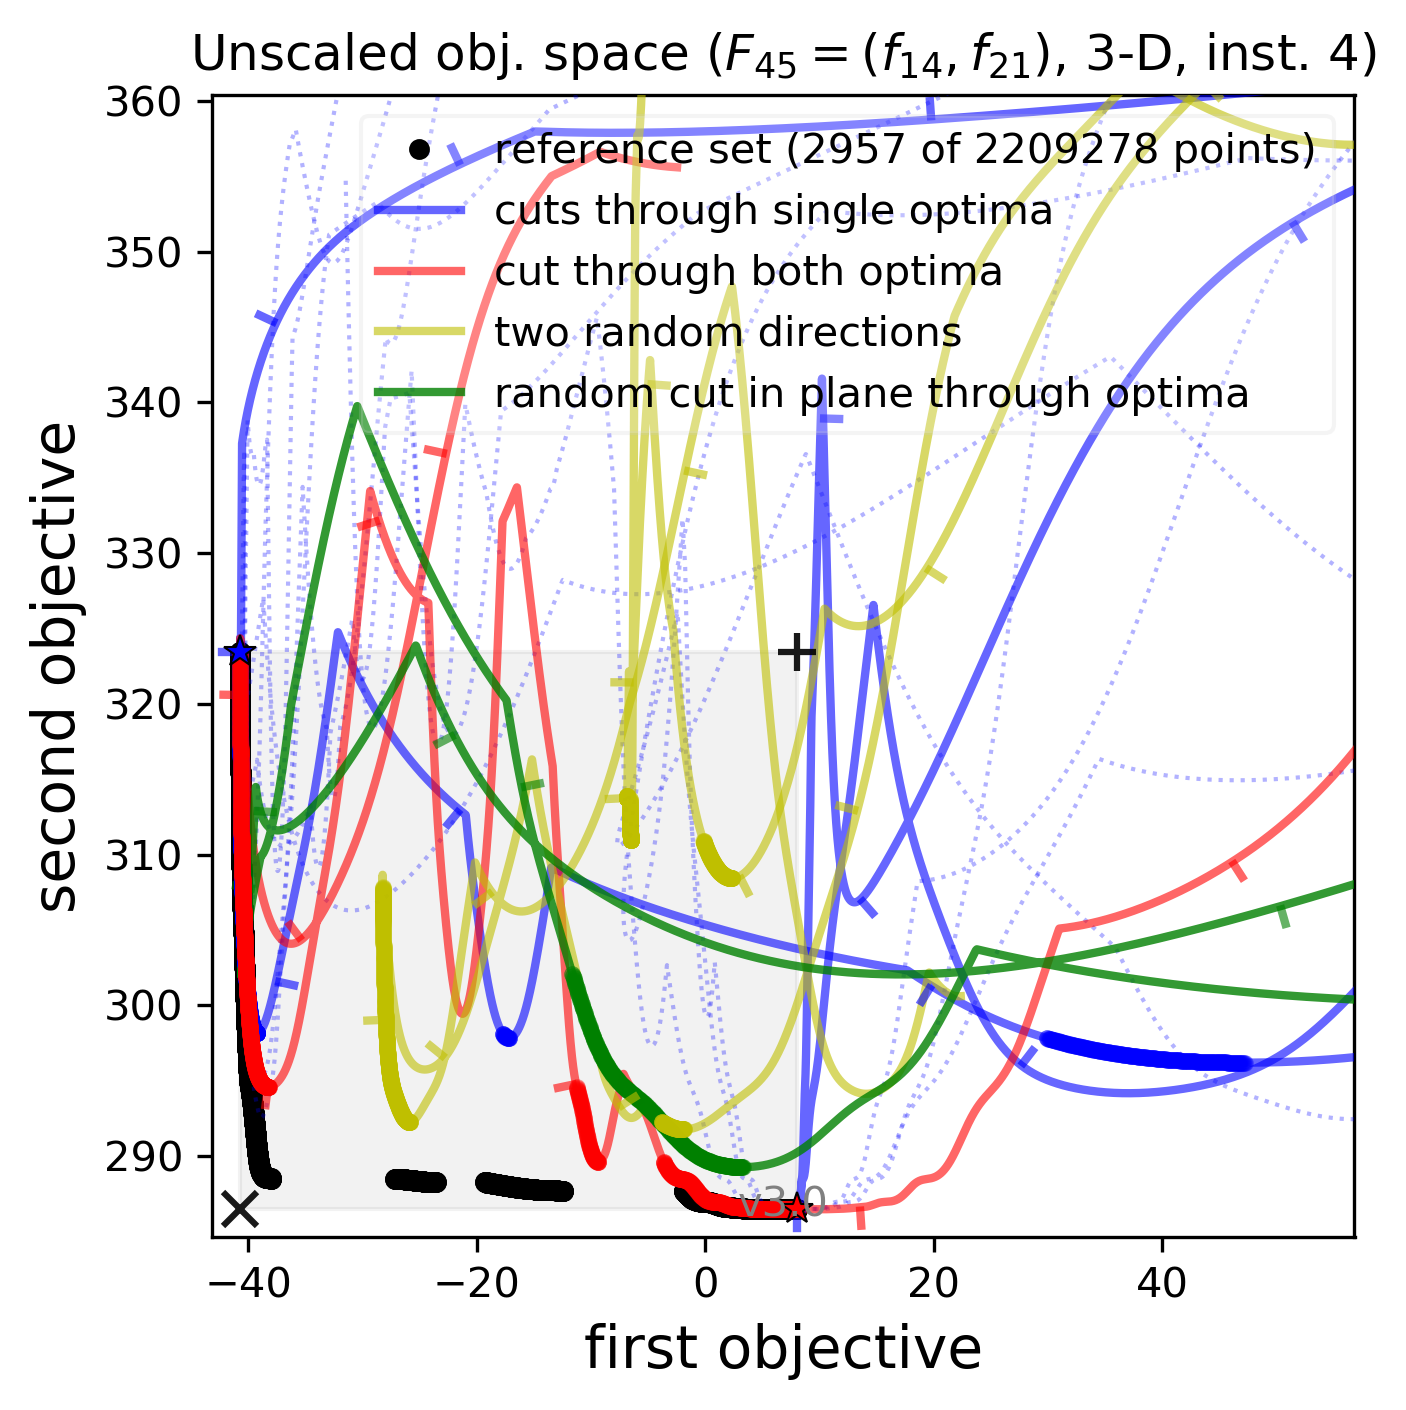 Unscaled obj. space (F₄₅ = (f₁₄, f₂₁), 3-D, inst. 4)
360
350
340
330
320
310
300
290
second objective
reference set (2957 of 2209278 points)
cuts through single optima
cut through both optima
two random directions
random cut in plane through optima
v3.0
−40
−20
0
20
40
first objective